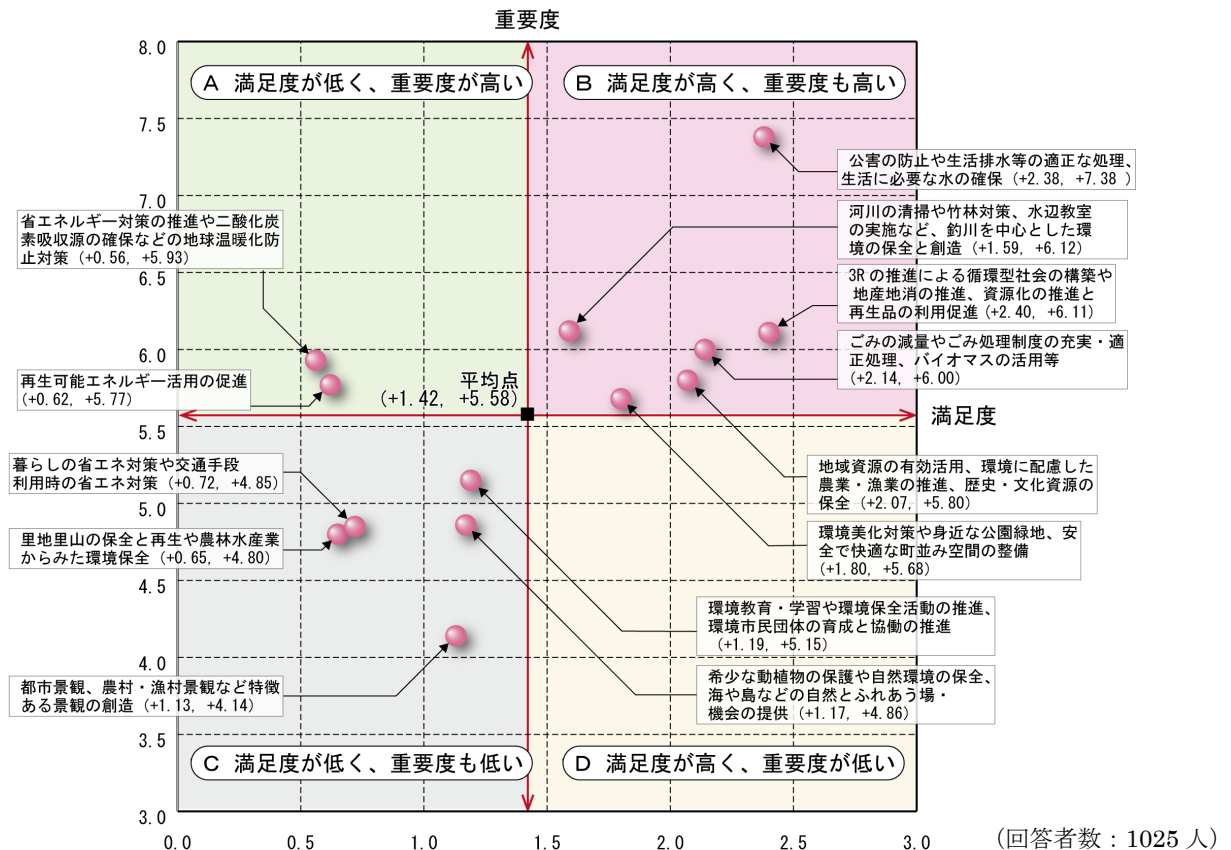 重要度
8.0
7.5
7.0
6.5
6.0
5.5
5.0
4.5
4.0
3.5
3.0
A 満足度が低く、重要度が高い
B 満足度が高く、重要度も高い
公害の防止や生活排水等の適正な処理、
生活に必要な水の確保（+2.38, +7.38 ）
河川の清掃や竹林対策、水辺教室
の実施など、釣川を中心とした環
境の保全と創造（+1.59, +6.12）
3Rの推進による循環型社会の構築や
地産地消の推進、資源化の推進と
再生品の利用促進（+2.40, +6.11）
ごみの減量やごみ処理制度の充実・適
正処理、バイオマスの活用等
（+2.14, +6.00）
省エネルギー対策の推進や二酸化炭
素吸収源の確保などの地球温暖化防
止対策（+0.56, +5.93）
再生可能エネルギー活用の促進
（+0.62, +5.77）
平均点
（+1.42, +5.58）
満足度
暮らしの省エネ対策や交通手段
利用時の省エネ対策（+0.72, +4.85）
里地里山の保全と再生や農林水産業
からみた環境保全（+0.65, +4.80）
地域資源の有効活用、環境に配慮した
農業・漁業の推進、歴史・文化資源の
保全（+2.07, +5.80）
環境美化対策や身近な公園緑地、安
全で快適な町並み空間の整備
（+1.80, +5.68）
環境教育・学習や環境保全活動の推進、
環境市民団体の育成と協働の推進
（+1.19, +5.15）
希少な動植物の保護や自然環境の保全、
海や島などの自然とふれあう場・
機会の提供（+1.17, +4.86）
都市景観、農村・漁村景観など特徴
ある景観の創造（+1.13, +4.14）
C 満足度が低く、重要度も低い
D 満足度が高く、重要度が低い
0.0 0.5 1.0 1.5 2.0 2.5 3.0
（回答者数：1025 人）